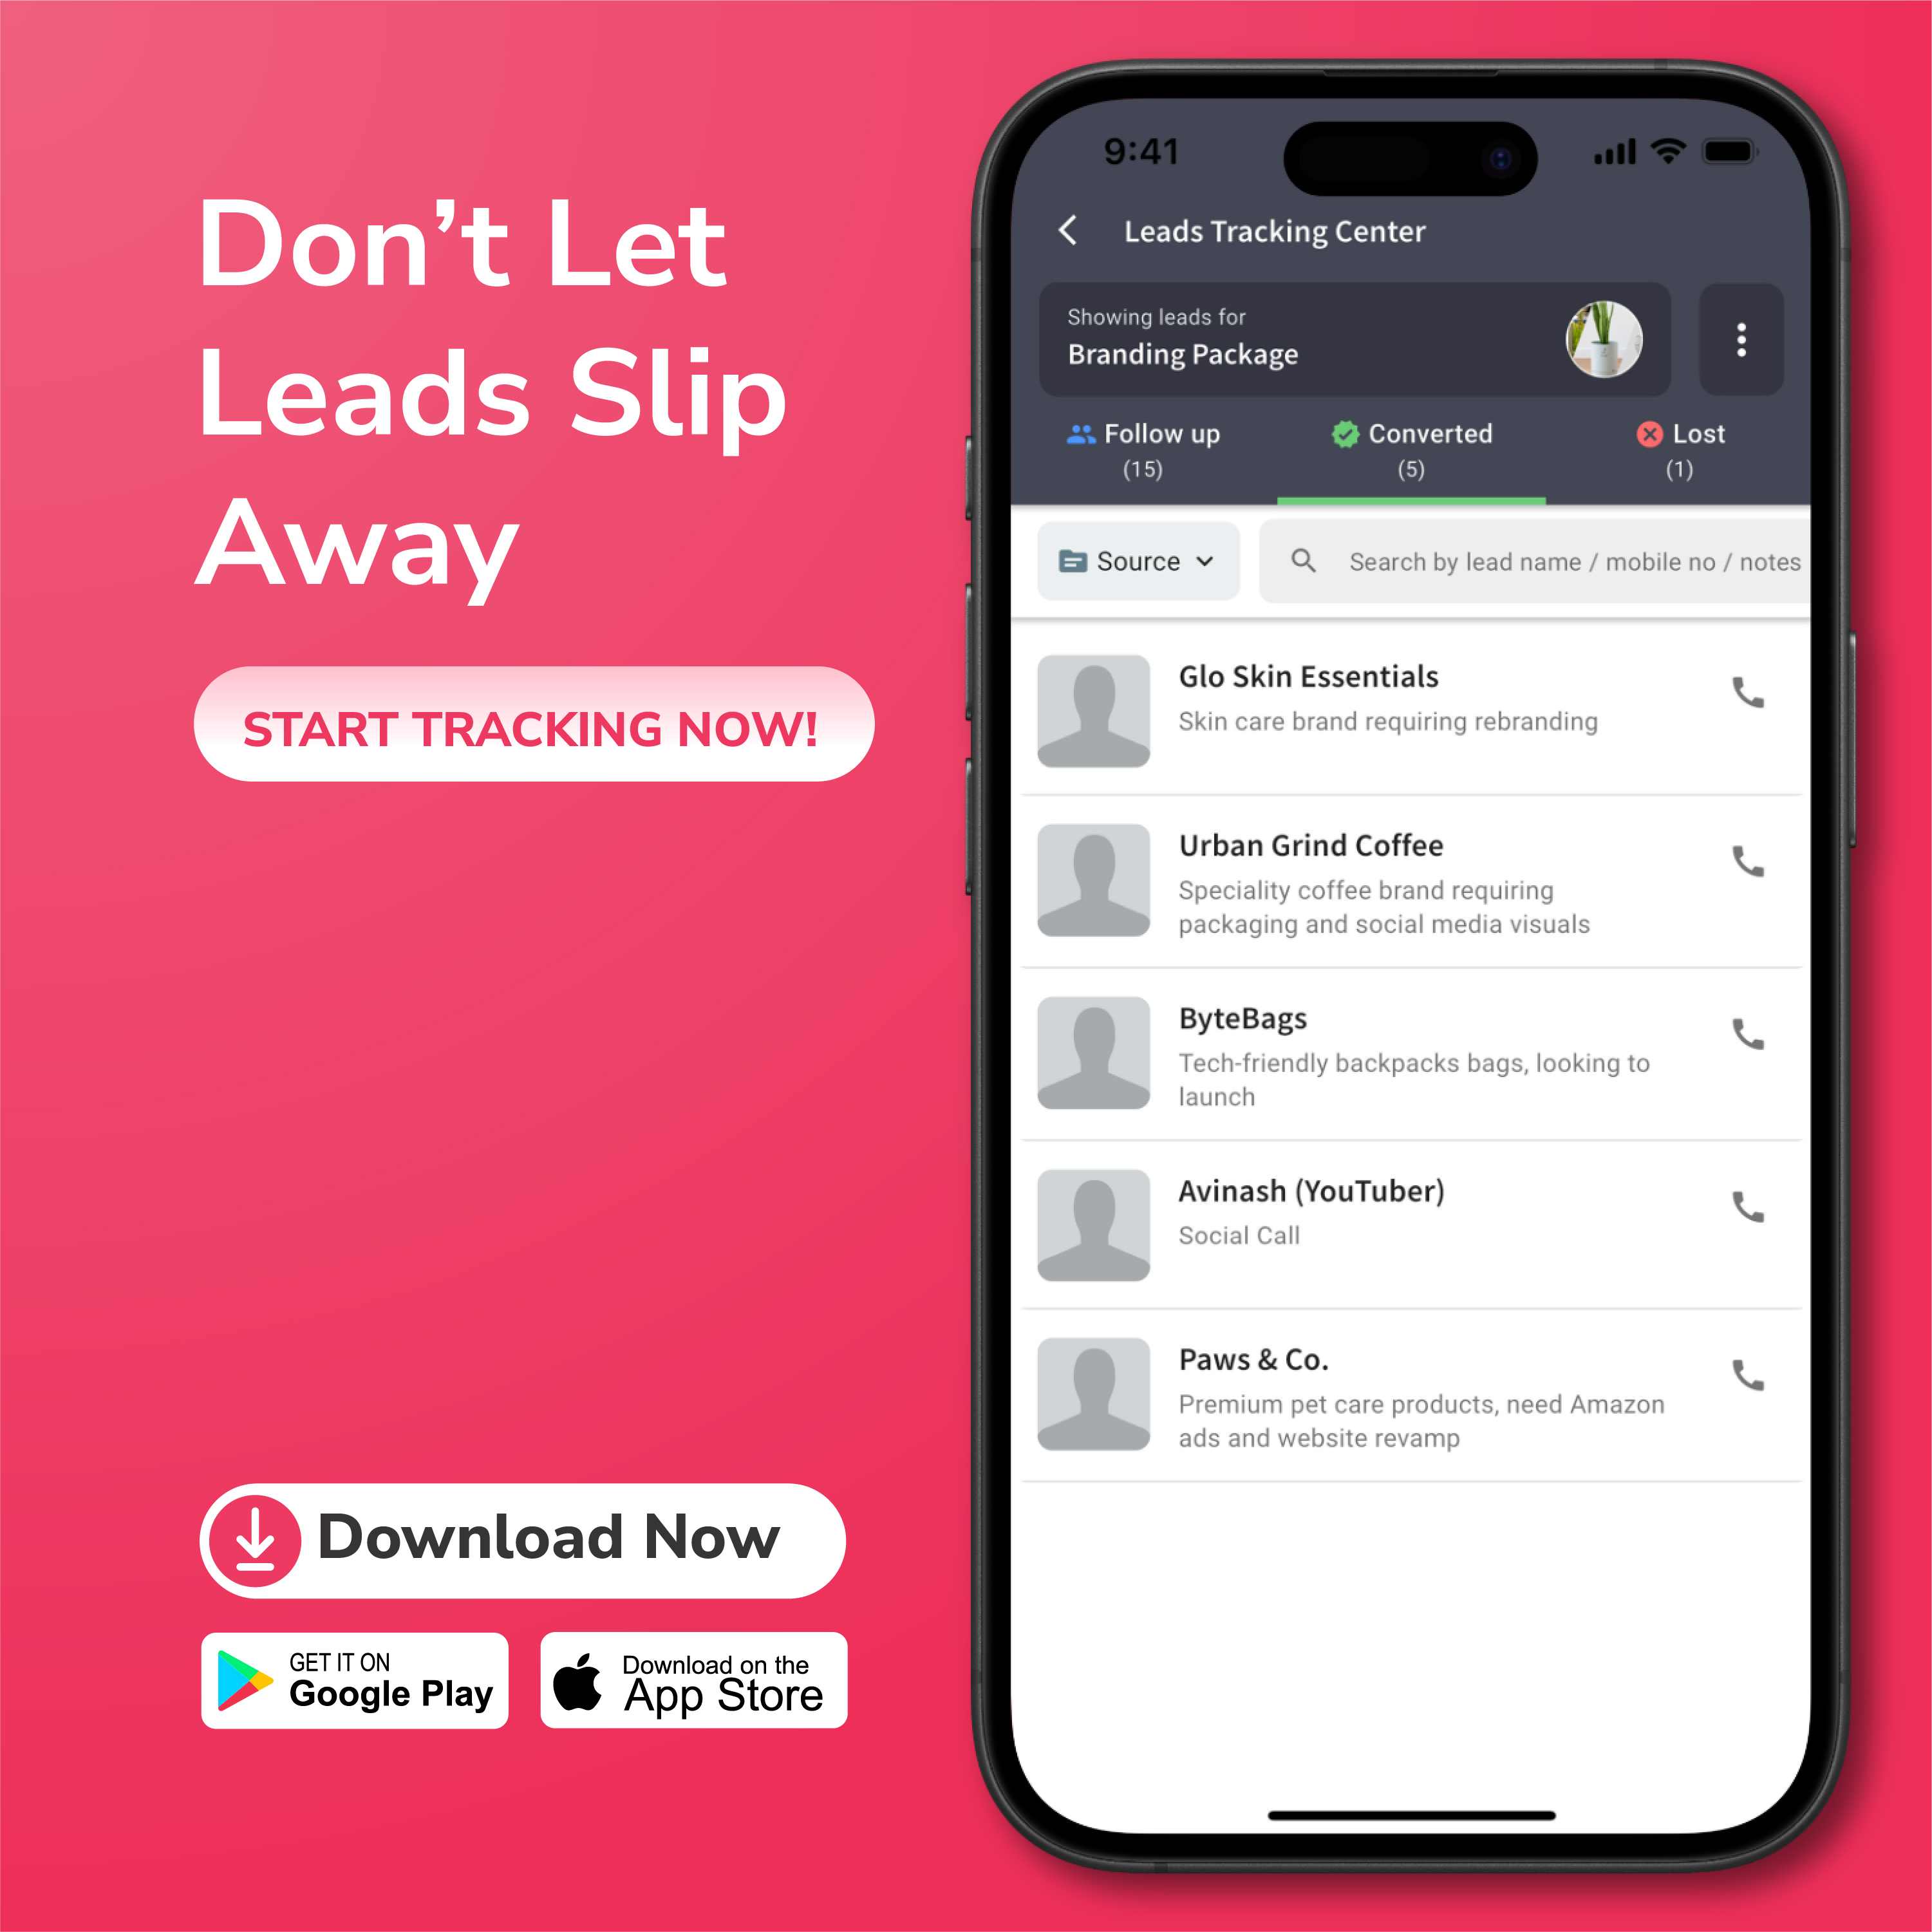 Don’t Let
Leads Slip
Away
START TRACKING NOW!
Download Now
GET IT ON
Google Play
Download on the
App Store
9:41
Leads Tracking Center
Showing leads for
Branding Package
Follow up
(15)
Converted
(5)
Lost
(1)
Source
Search by lead name / mobile no / notes
Glo Skin Essentials
Skin care brand requiring rebranding
Urban Grind Coffee
Speciality coffee brand requiring
packaging and social media visuals
ByteBags
Tech-friendly backpacks bags, looking to
launch
Avinash (YouTuber)
Social Call
Paws & Co.
Premium pet care products, need Amazon
ads and website revamp